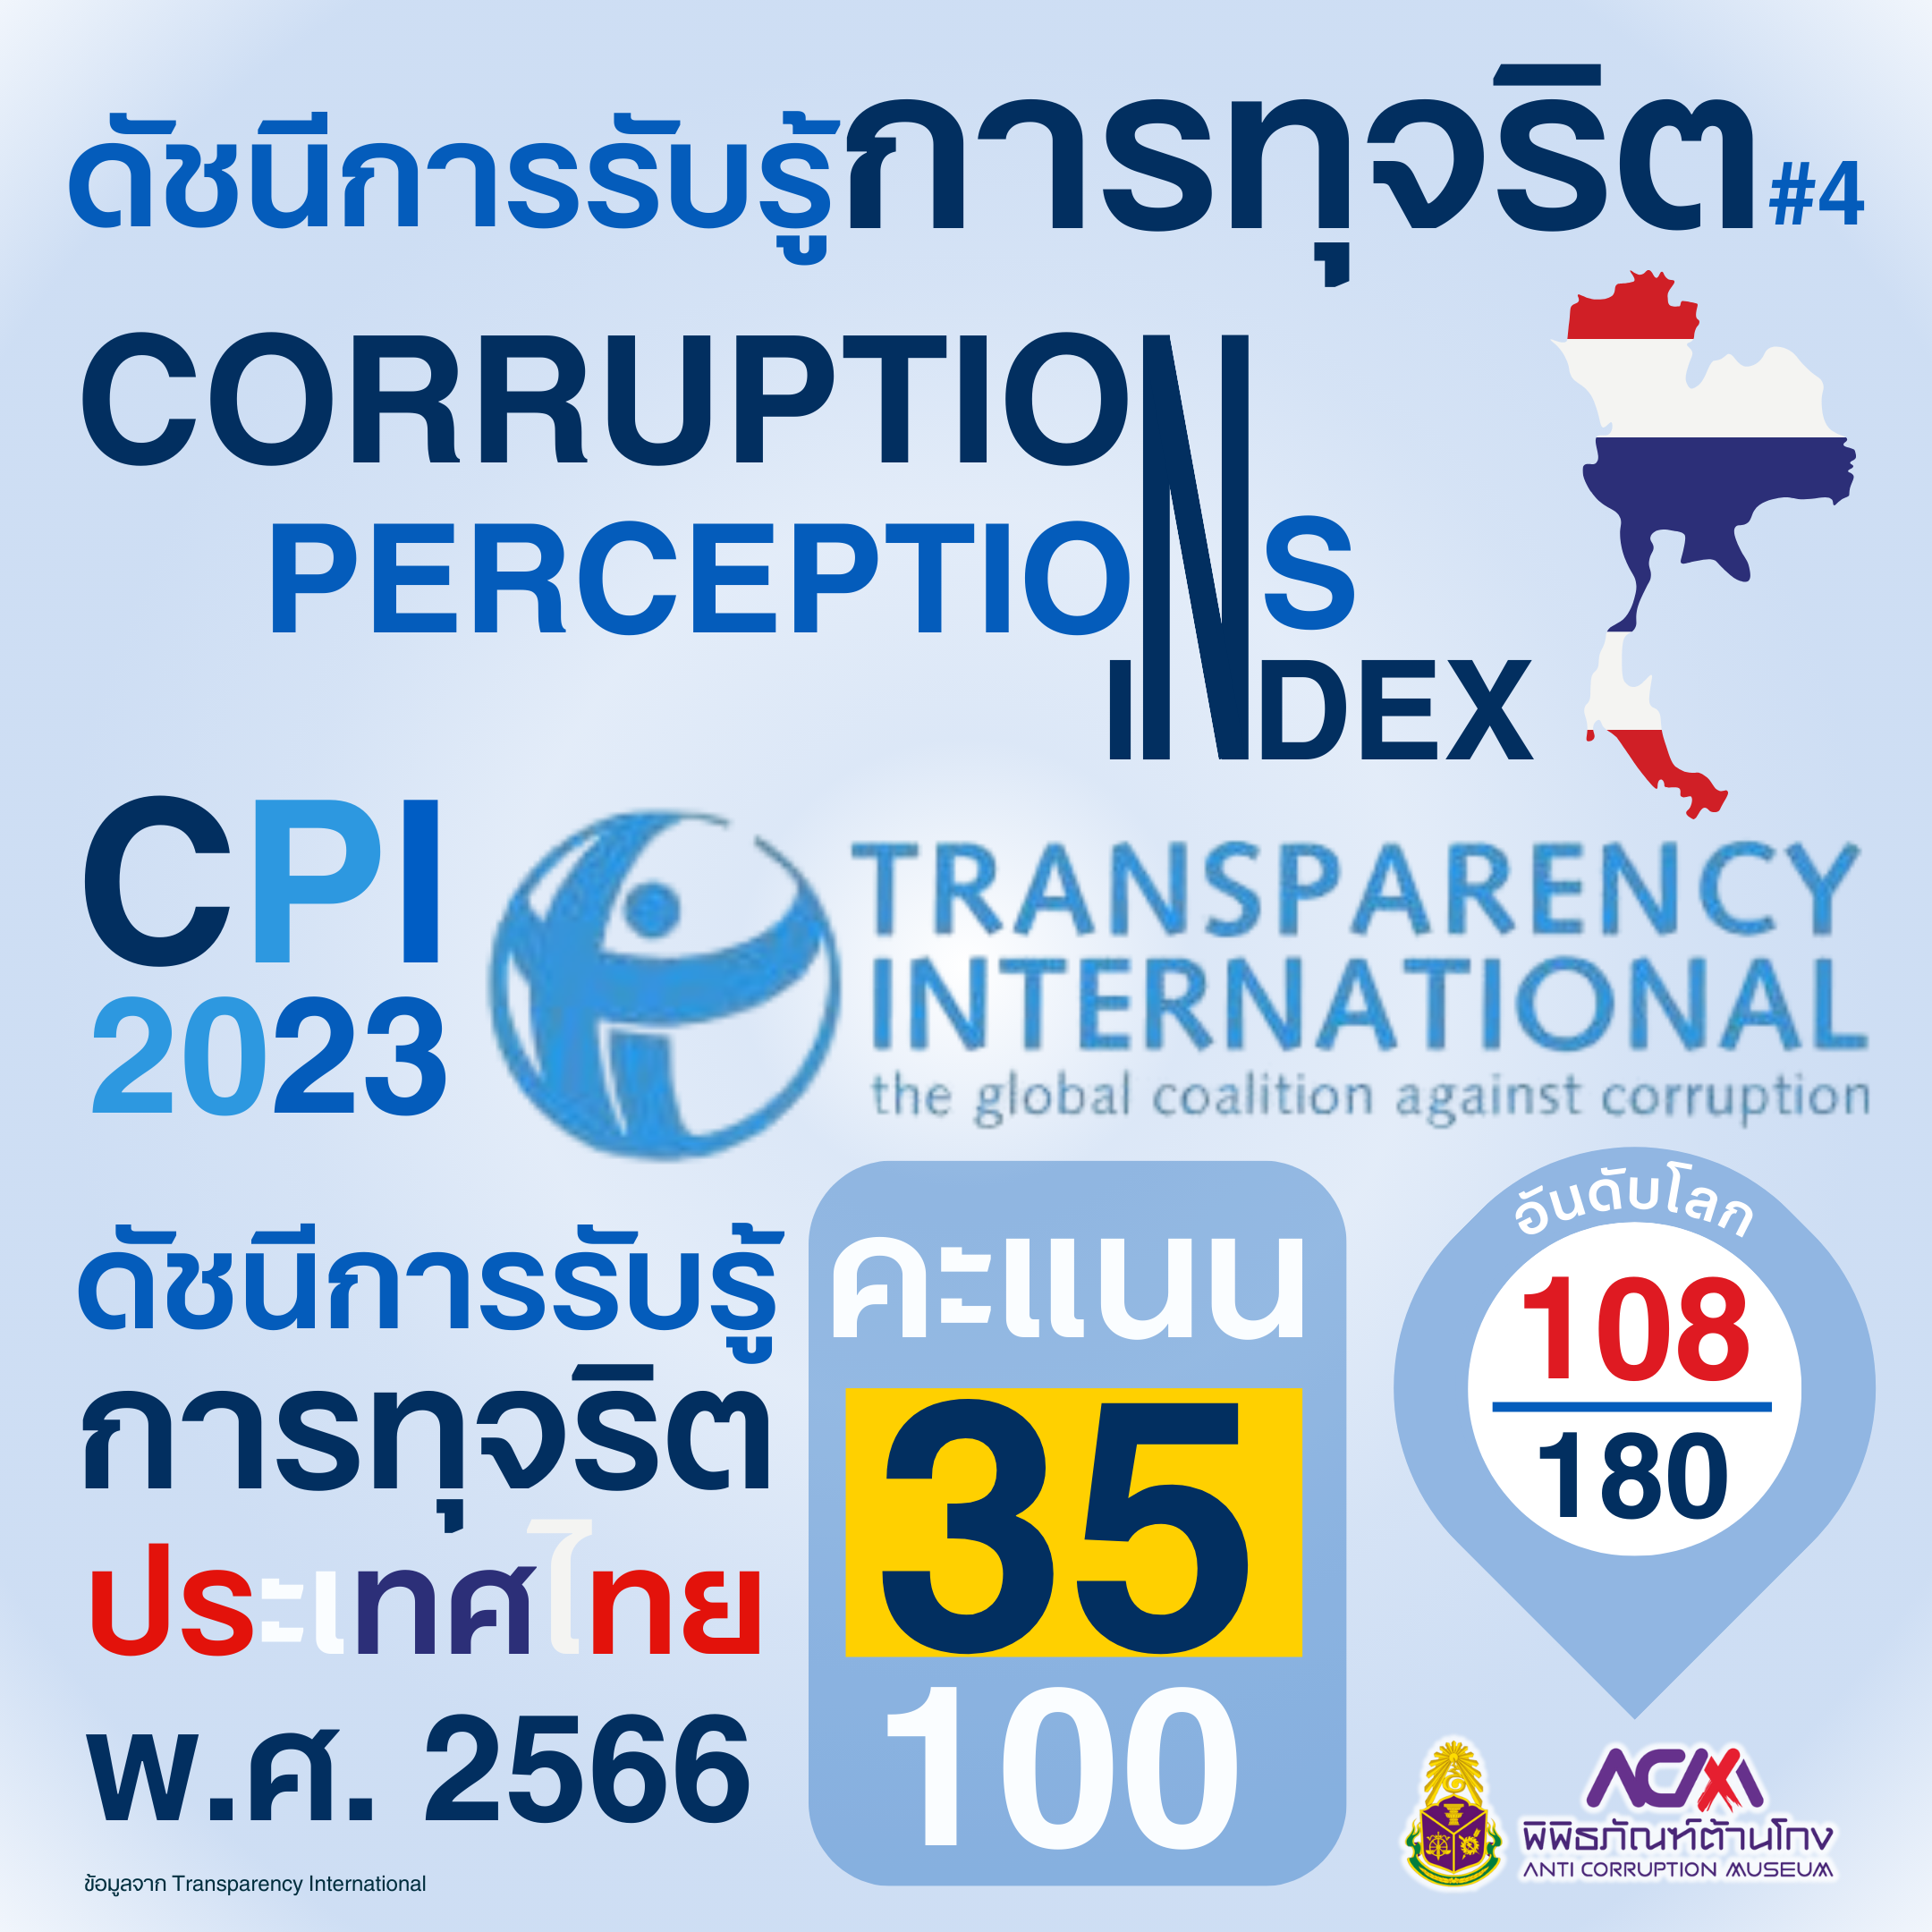 ดัชนีการรับรู้การทุจริต #4
CORRUPTION
PERCEPTIONS
INDEX
CPI
2023
TRANSPARENCY
INTERNATIONAL
the global coalition against corruption
ดัชนีการรับรู้
การทุจริต
ประเทศไทย
พ.ศ. 2566
คะแนน
35
100
อันดับโลก
108
180
ข้อมูลจาก Transparency International
ACM
พิพิธภัณฑ์ต้านโกง
ANTI CORRUPTION MUSEUM